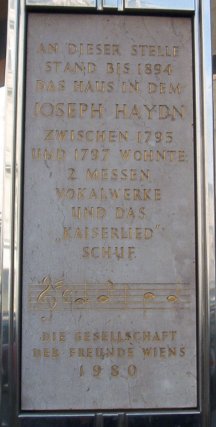 AN DIESER STELLE
STAND BIS 1894
DAS HAUS IN DEM
JOSEPH HAYDN
ZWISCHEN 1795
UND 1797 WOHNTE
2 MESSEN
VOKALWERKE
UND DAS
„KAISERLIED“
SCHUF.
DIE GESELLSCHAFT
DER FREUNDE WIENS
1980